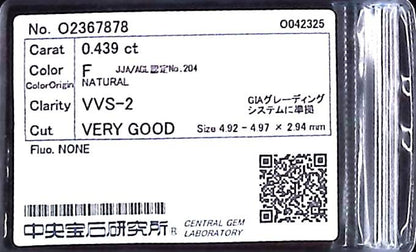 No. O2367878 O042325
Carat 0.439 ct
Color F JJA/AGL認定No.204
ColorOrigin NATURAL
Clarity VVS-2 GIAグレーディング
システムに準拠
Cut VERY GOOD Size 4.92 - 4.97 × 2.94 mm
Fluo. NONE
中央宝石研究所® CENTRAL GEM
LABORATORY